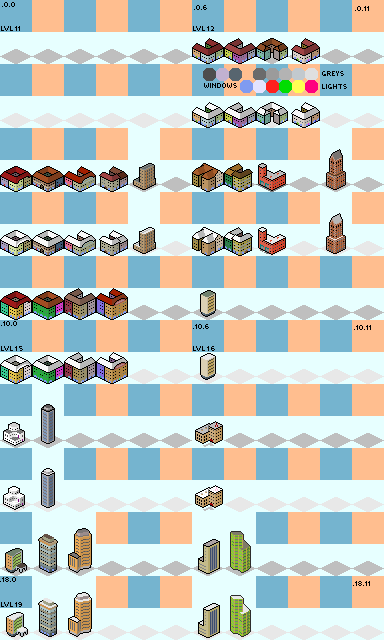 .0.0
.0.6
.0.11
LVL11
LVL12
GREYS
WINDOWS
LIGHTS
.10.0
.10.6
.10.11
LVL15
LVL16
.18.0
.18.11
LVL19